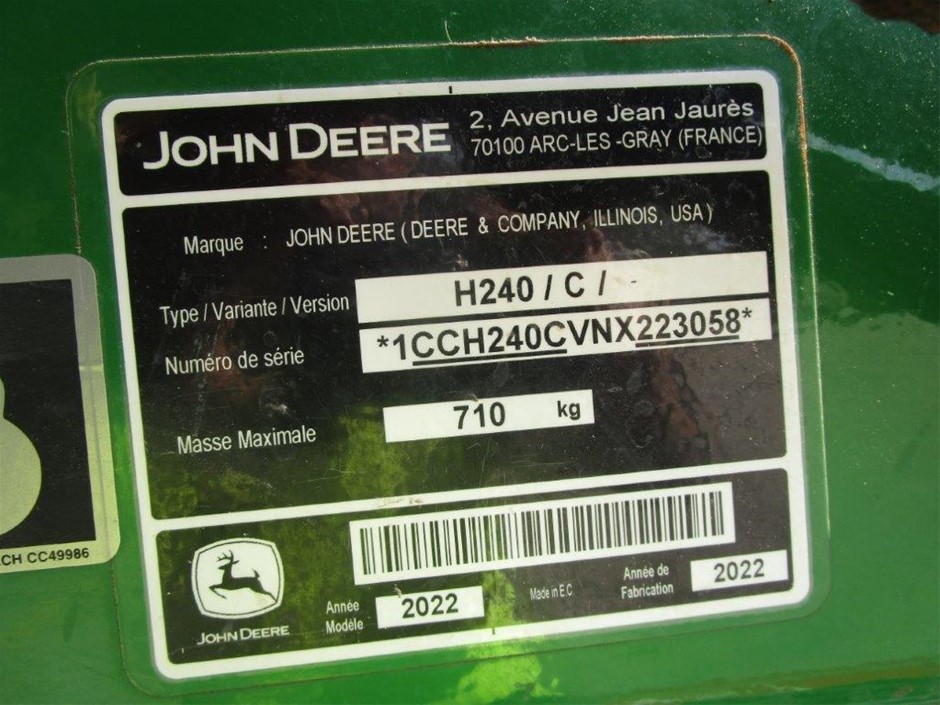 JOHN DEERE
2, Avenue Jean Jaurès
70100 ARC-LES -GRAY (FRANCE)
Marque : JOHN DEERE ( DEERE & COMPANY, ILLINOIS, USA )
Type / Variante / Version H240 / C / -
Numéro de série *1CCH240CVNX223058*
Masse Maximale 710 kg
CH CC49986
JOHN DEERE
Année Modèle 2022
Made in E.C
Année de Fabrication 2022